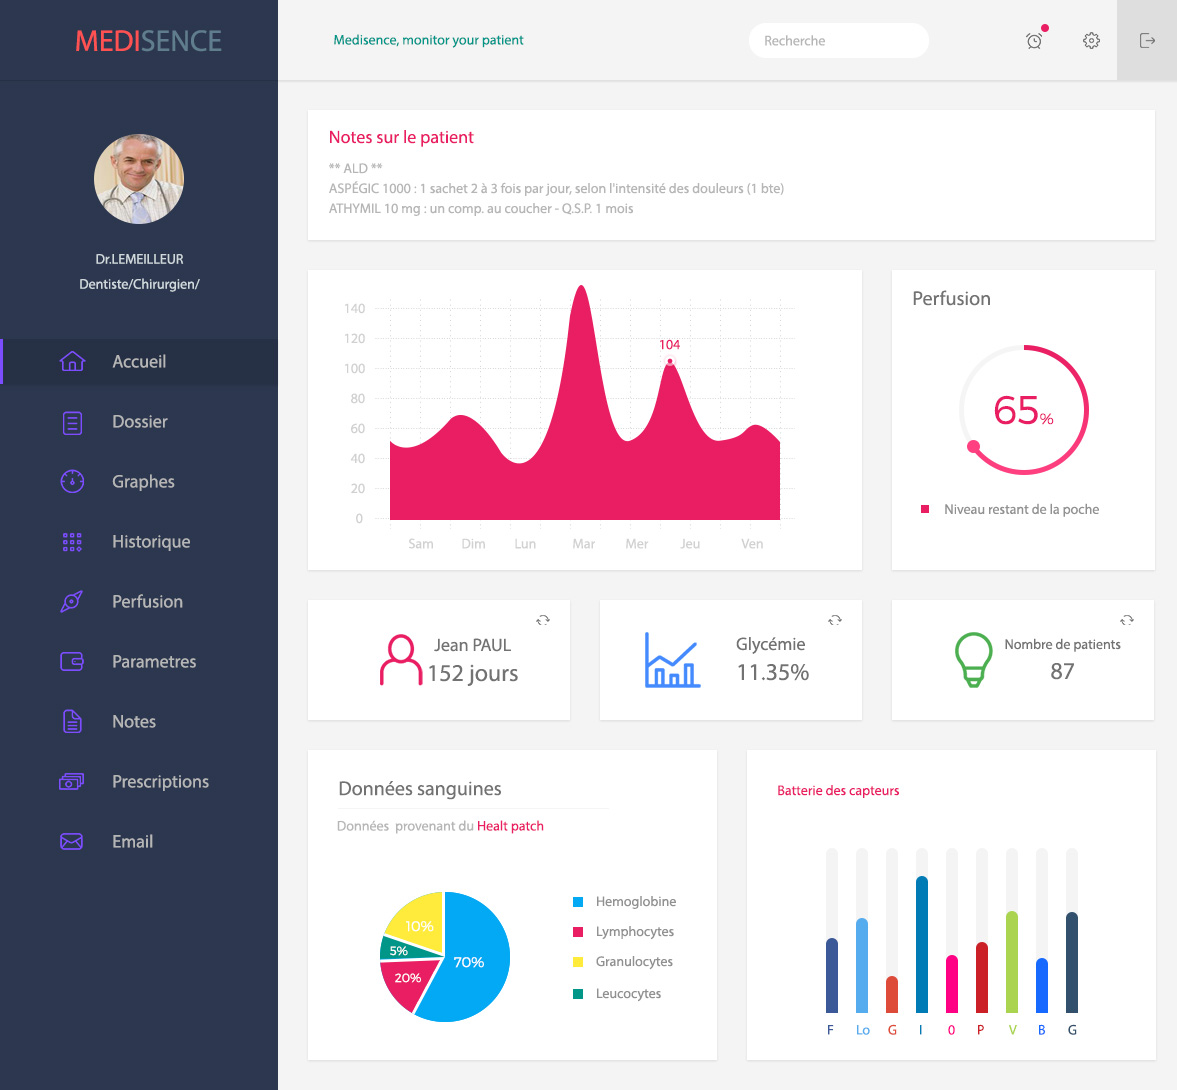 MEDISENCE
Medisence, monitor your patient
Recherche
Dr.LEMEILLEUR
Dentiste/Chirurgien/
Accueil
Dossier
Graphes
Historique
Perfusion
Parametres
Notes
Prescriptions
Email
Notes sur le patient
** ALD **
ASPÉGIC 1000 : 1 sachet 2 à 3 fois par jour, selon l'intensité des douleurs (1 bte)
ATHYMIL 10 mg : un comp. au coucher - Q.S.P. 1 mois
140
120
100
80
60
40
20
0
104
Sam Dim Lun Mar Mer Jeu Ven
Perfusion
65%
Niveau restant de la poche
Jean PAUL
152 jours
Glycémie
11.35%
Nombre de patients
87
Données sanguines
Données provenant du Healt patch
10%
5%
20%
70%
Hemoglobine
Lymphocytes
Granulocytes
Leucocytes
Batterie des capteurs
F Lo G I 0 P V B G